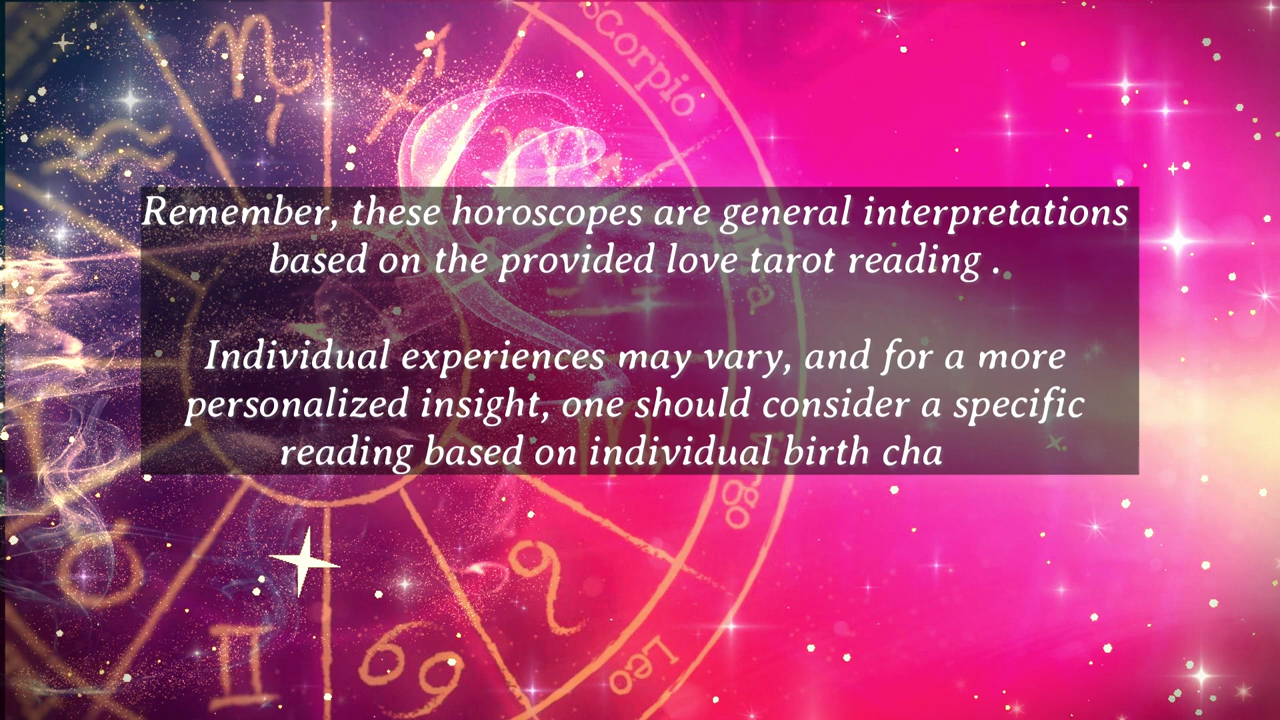 Scorpio
Remember, these horoscopes are general interpretations
based on the provided love tarot reading .
Individual experiences may vary, and for a more
personalized insight, one should consider a specific
reading based on individual birth cha
Leo